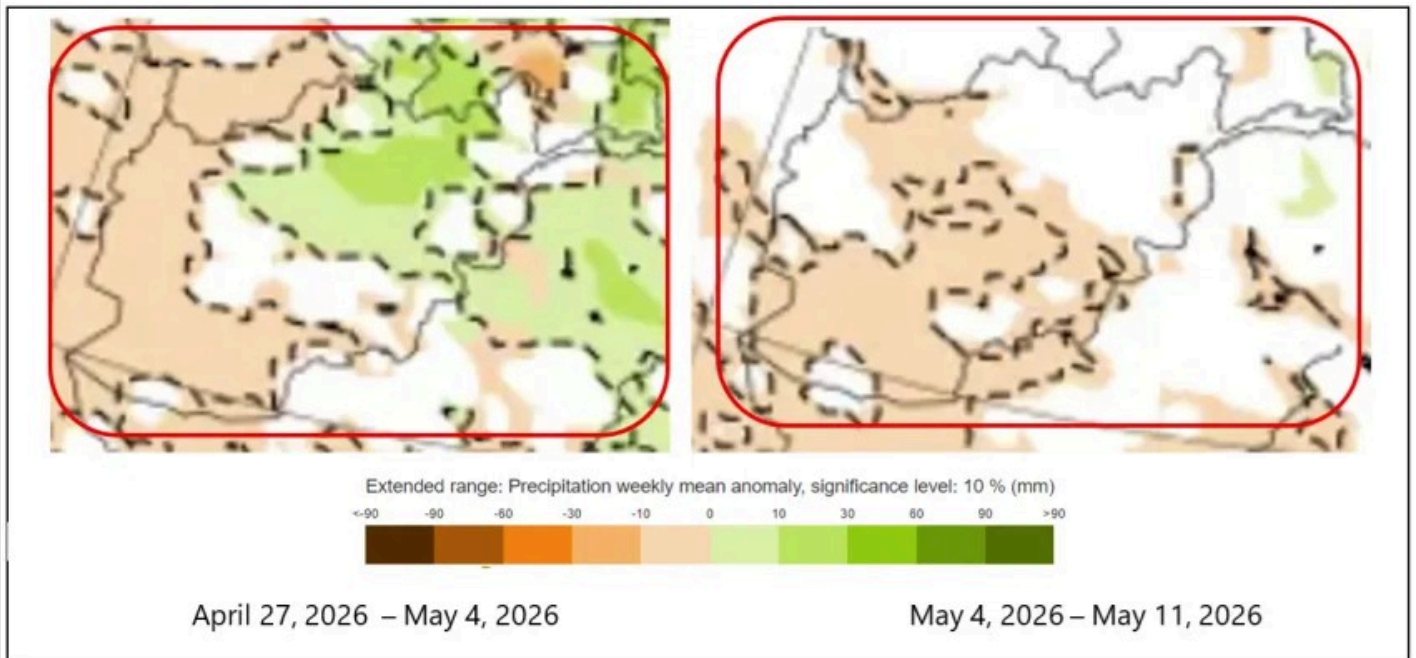 Extended range: Precipitation weekly mean anomaly, significance level: 10 % (mm)
<-90 -90 -60 -30 -10 0 10 30 60 90 >90
April 27, 2026 – May 4, 2026
May 4, 2026 – May 11, 2026